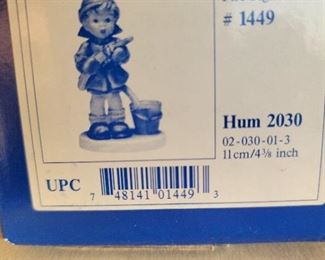 # 1449
Hum 2030
02-030-01-3
11cm/4⅜ inch
UPC
7 48141 01449 3